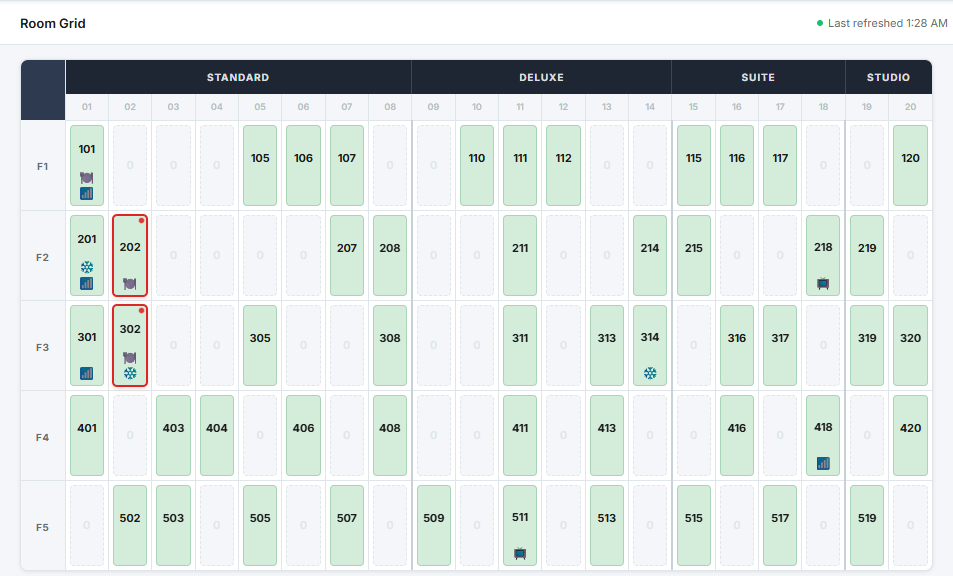 Room Grid
Last refreshed 1:28 AM
STANDARD DELUXE SUITE STUDIO
01 02 03 04 05 06 07 08 09 10 11 12 13 14 15 16 17 18 19 20
F1 101 0 0 0 105 106 107 0 0 110 111 112 0 0 115 116 117 0 0 120
F2 201 202 0 0 0 0 207 208 0 0 211 0 0 214 215 0 0 218 219 0
F3 301 302 0 0 305 0 0 308 0 0 311 0 313 314 0 316 317 0 319 320
F4 401 0 403 404 0 406 0 408 0 0 411 0 413 0 0 416 0 418 0 420
F5 0 502 503 0 505 0 507 0 509 0 511 0 513 0 515 0 517 0 519 0